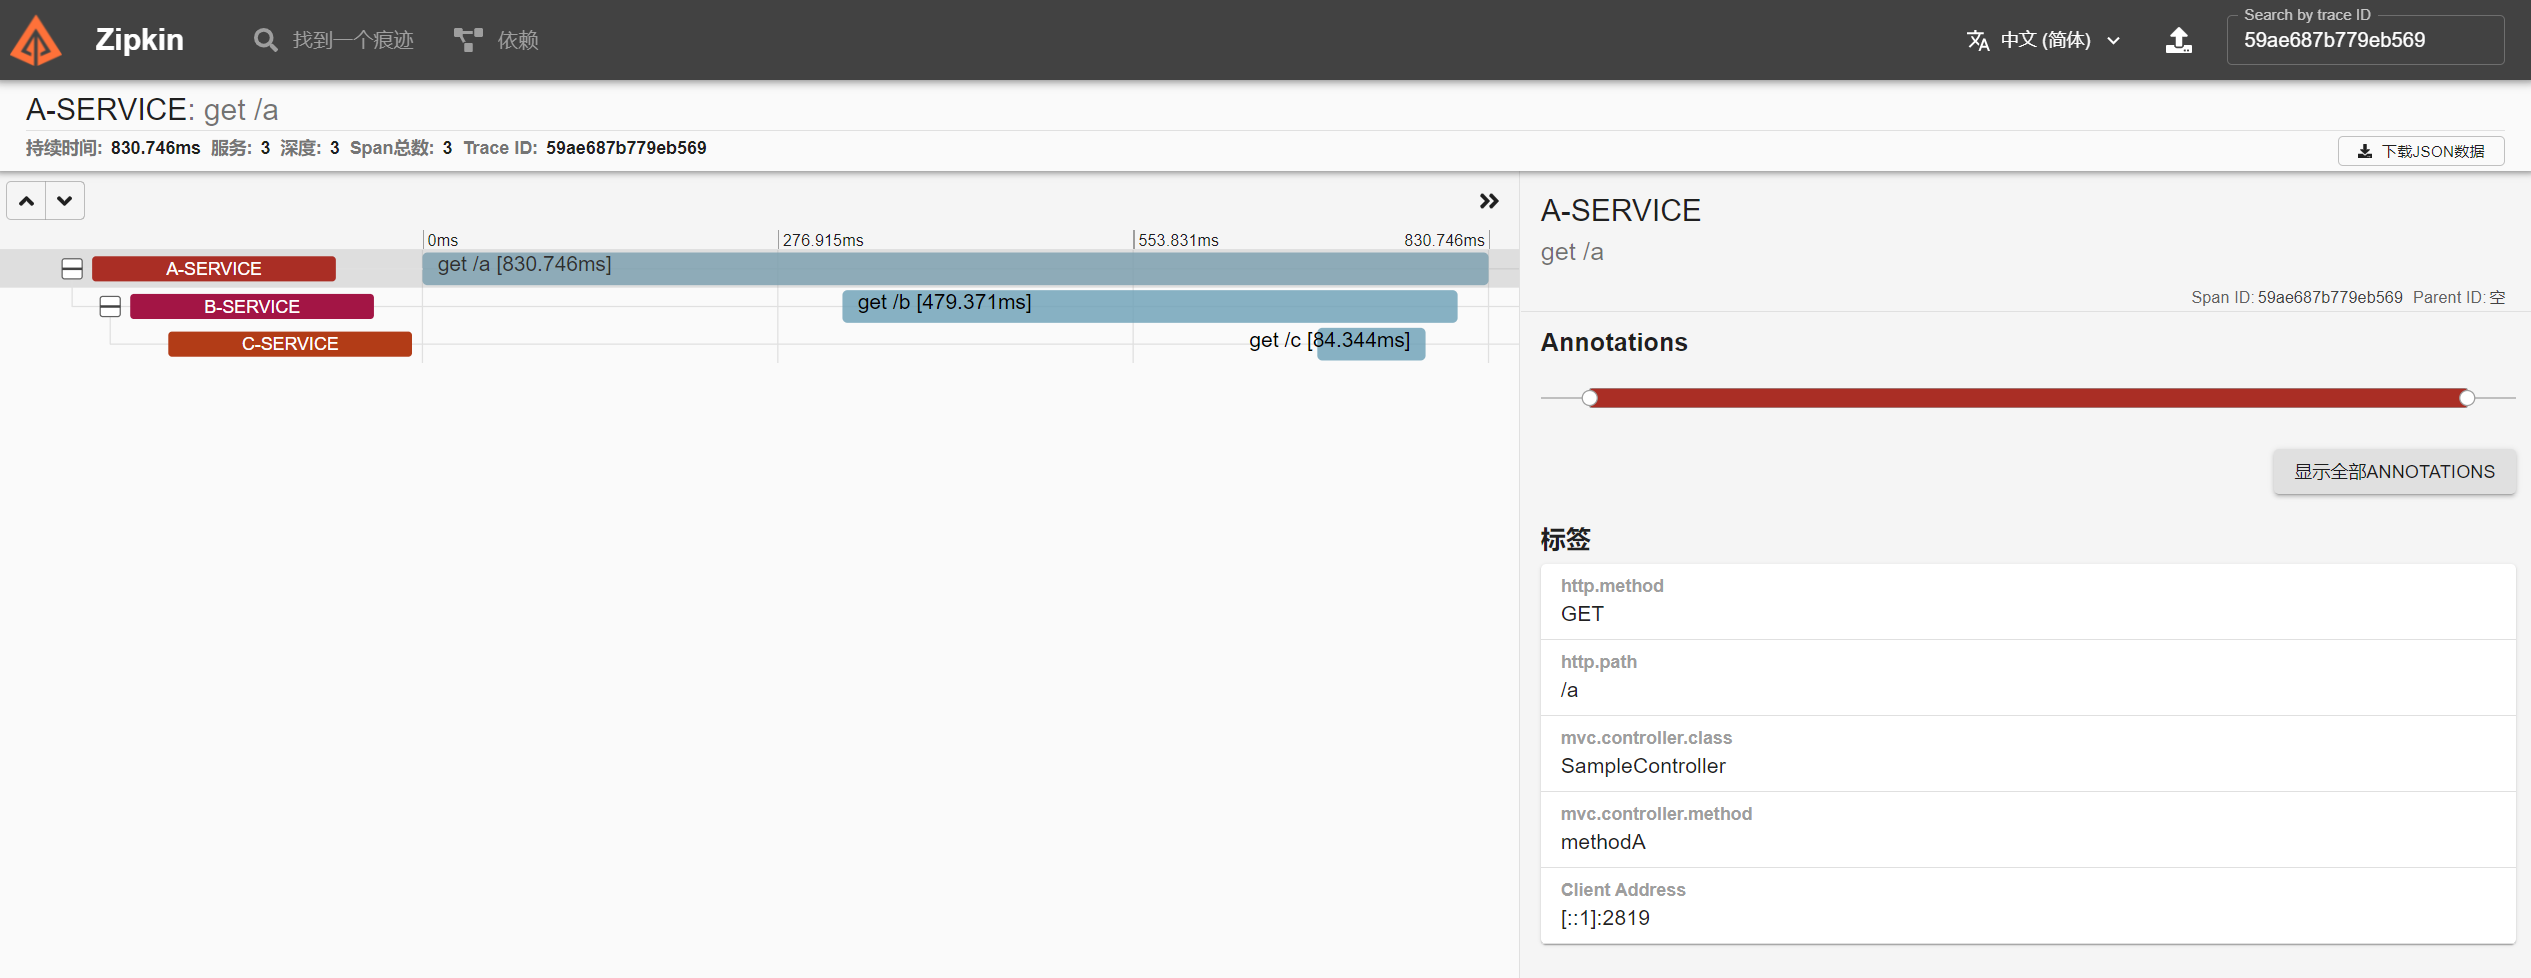 Zipkin
找到一个痕迹
依赖
中文 (简体)
Search by trace ID
59ae687b779eb569
A-SERVICE: get /a
持续时间: 830.746ms 服务: 3 深度: 3 Span总数: 3 Trace ID: 59ae687b779eb569
下载JSON数据
0ms 276.915ms 553.831ms 830.746ms
A-SERVICE get /a [830.746ms]
B-SERVICE get /b [479.371ms]
C-SERVICE get /c [84.344ms]
A-SERVICE
get /a
Span ID: 59ae687b779eb569 Parent ID: 空
Annotations
显示全部ANNOTATIONS
标签
http.method
GET
http.path
/a
mvc.controller.class
SampleController
mvc.controller.method
methodA
Client Address
[::1]:2819